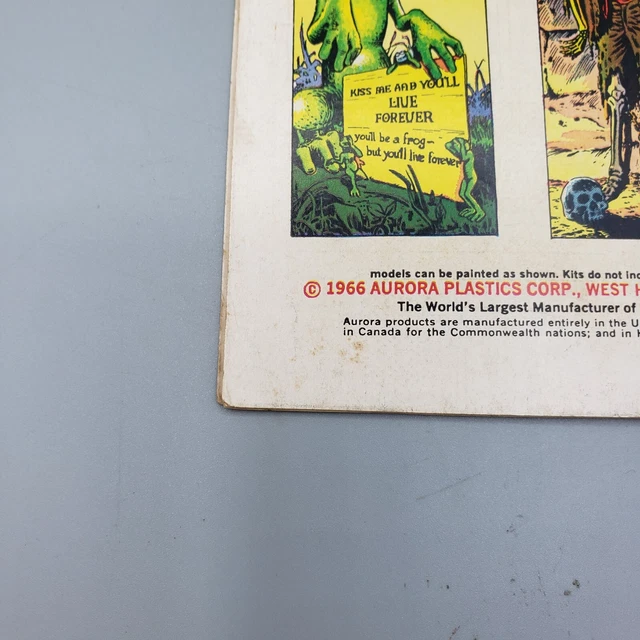 KISS ME AND YOU'LL
LIVE
FOREVER
you'll be a frog-
but you'll live forever
models can be painted as shown. Kits do not
© 1966 AURORA PLASTICS CORP., WEST H
The World's Largest Manufacturer of
Aurora products are manufactured entirely in the U
in Canada for the Commonwealth nations; and in